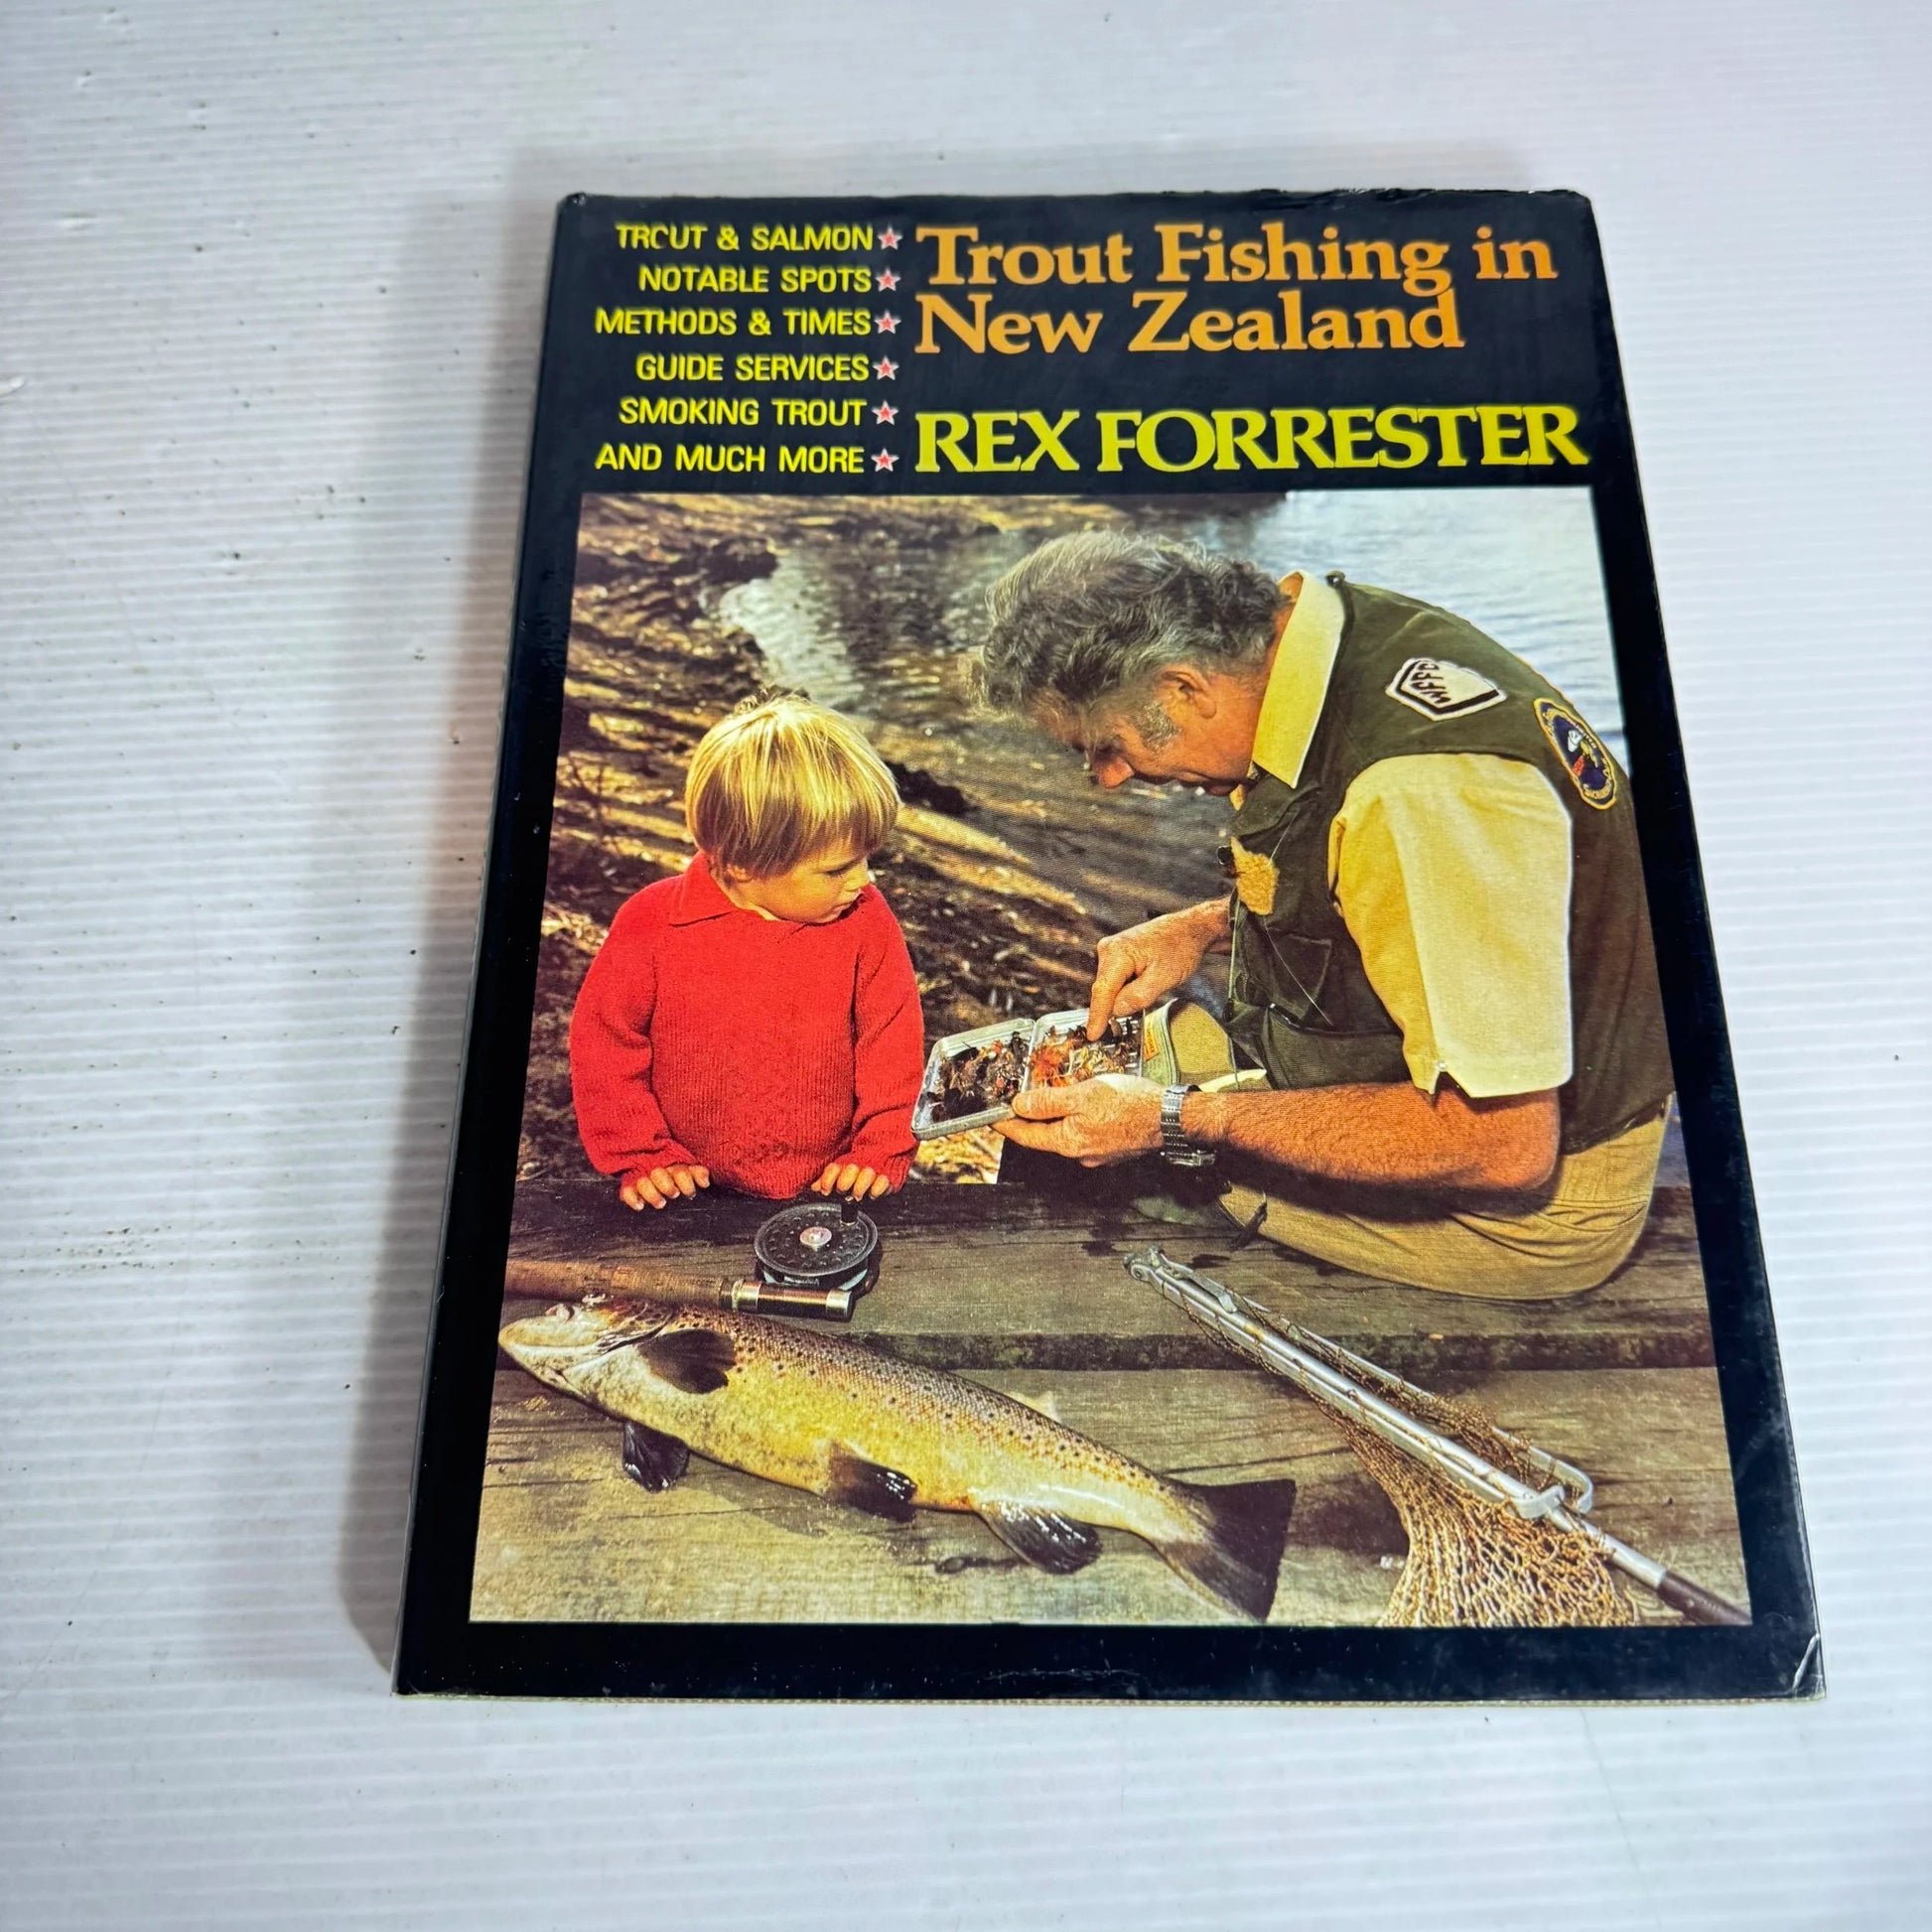 TROUT & SALMON
NOTABLE SPOTS
METHODS & TIMES
GUIDE SERVICES
SMOKING TROUT
AND MUCH MORE
Trout Fishing in
New Zealand
REX FORRESTER